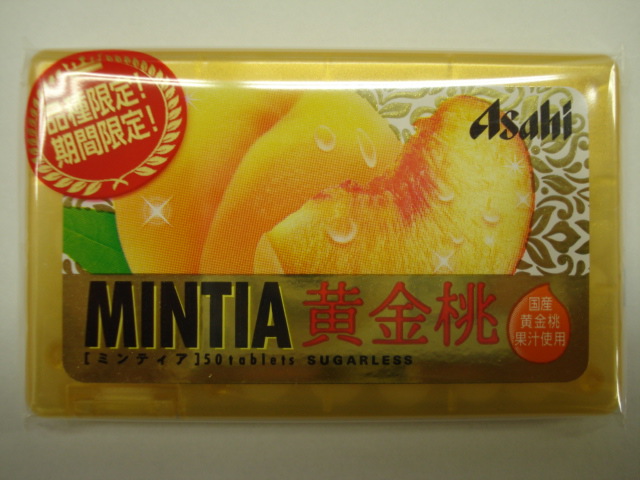 品種限定!
期間限定!
Asahi
MINTIA 黄金桃
[ミンティア]50tablets SUGARLESS
国産
黄金桃
果汁使用